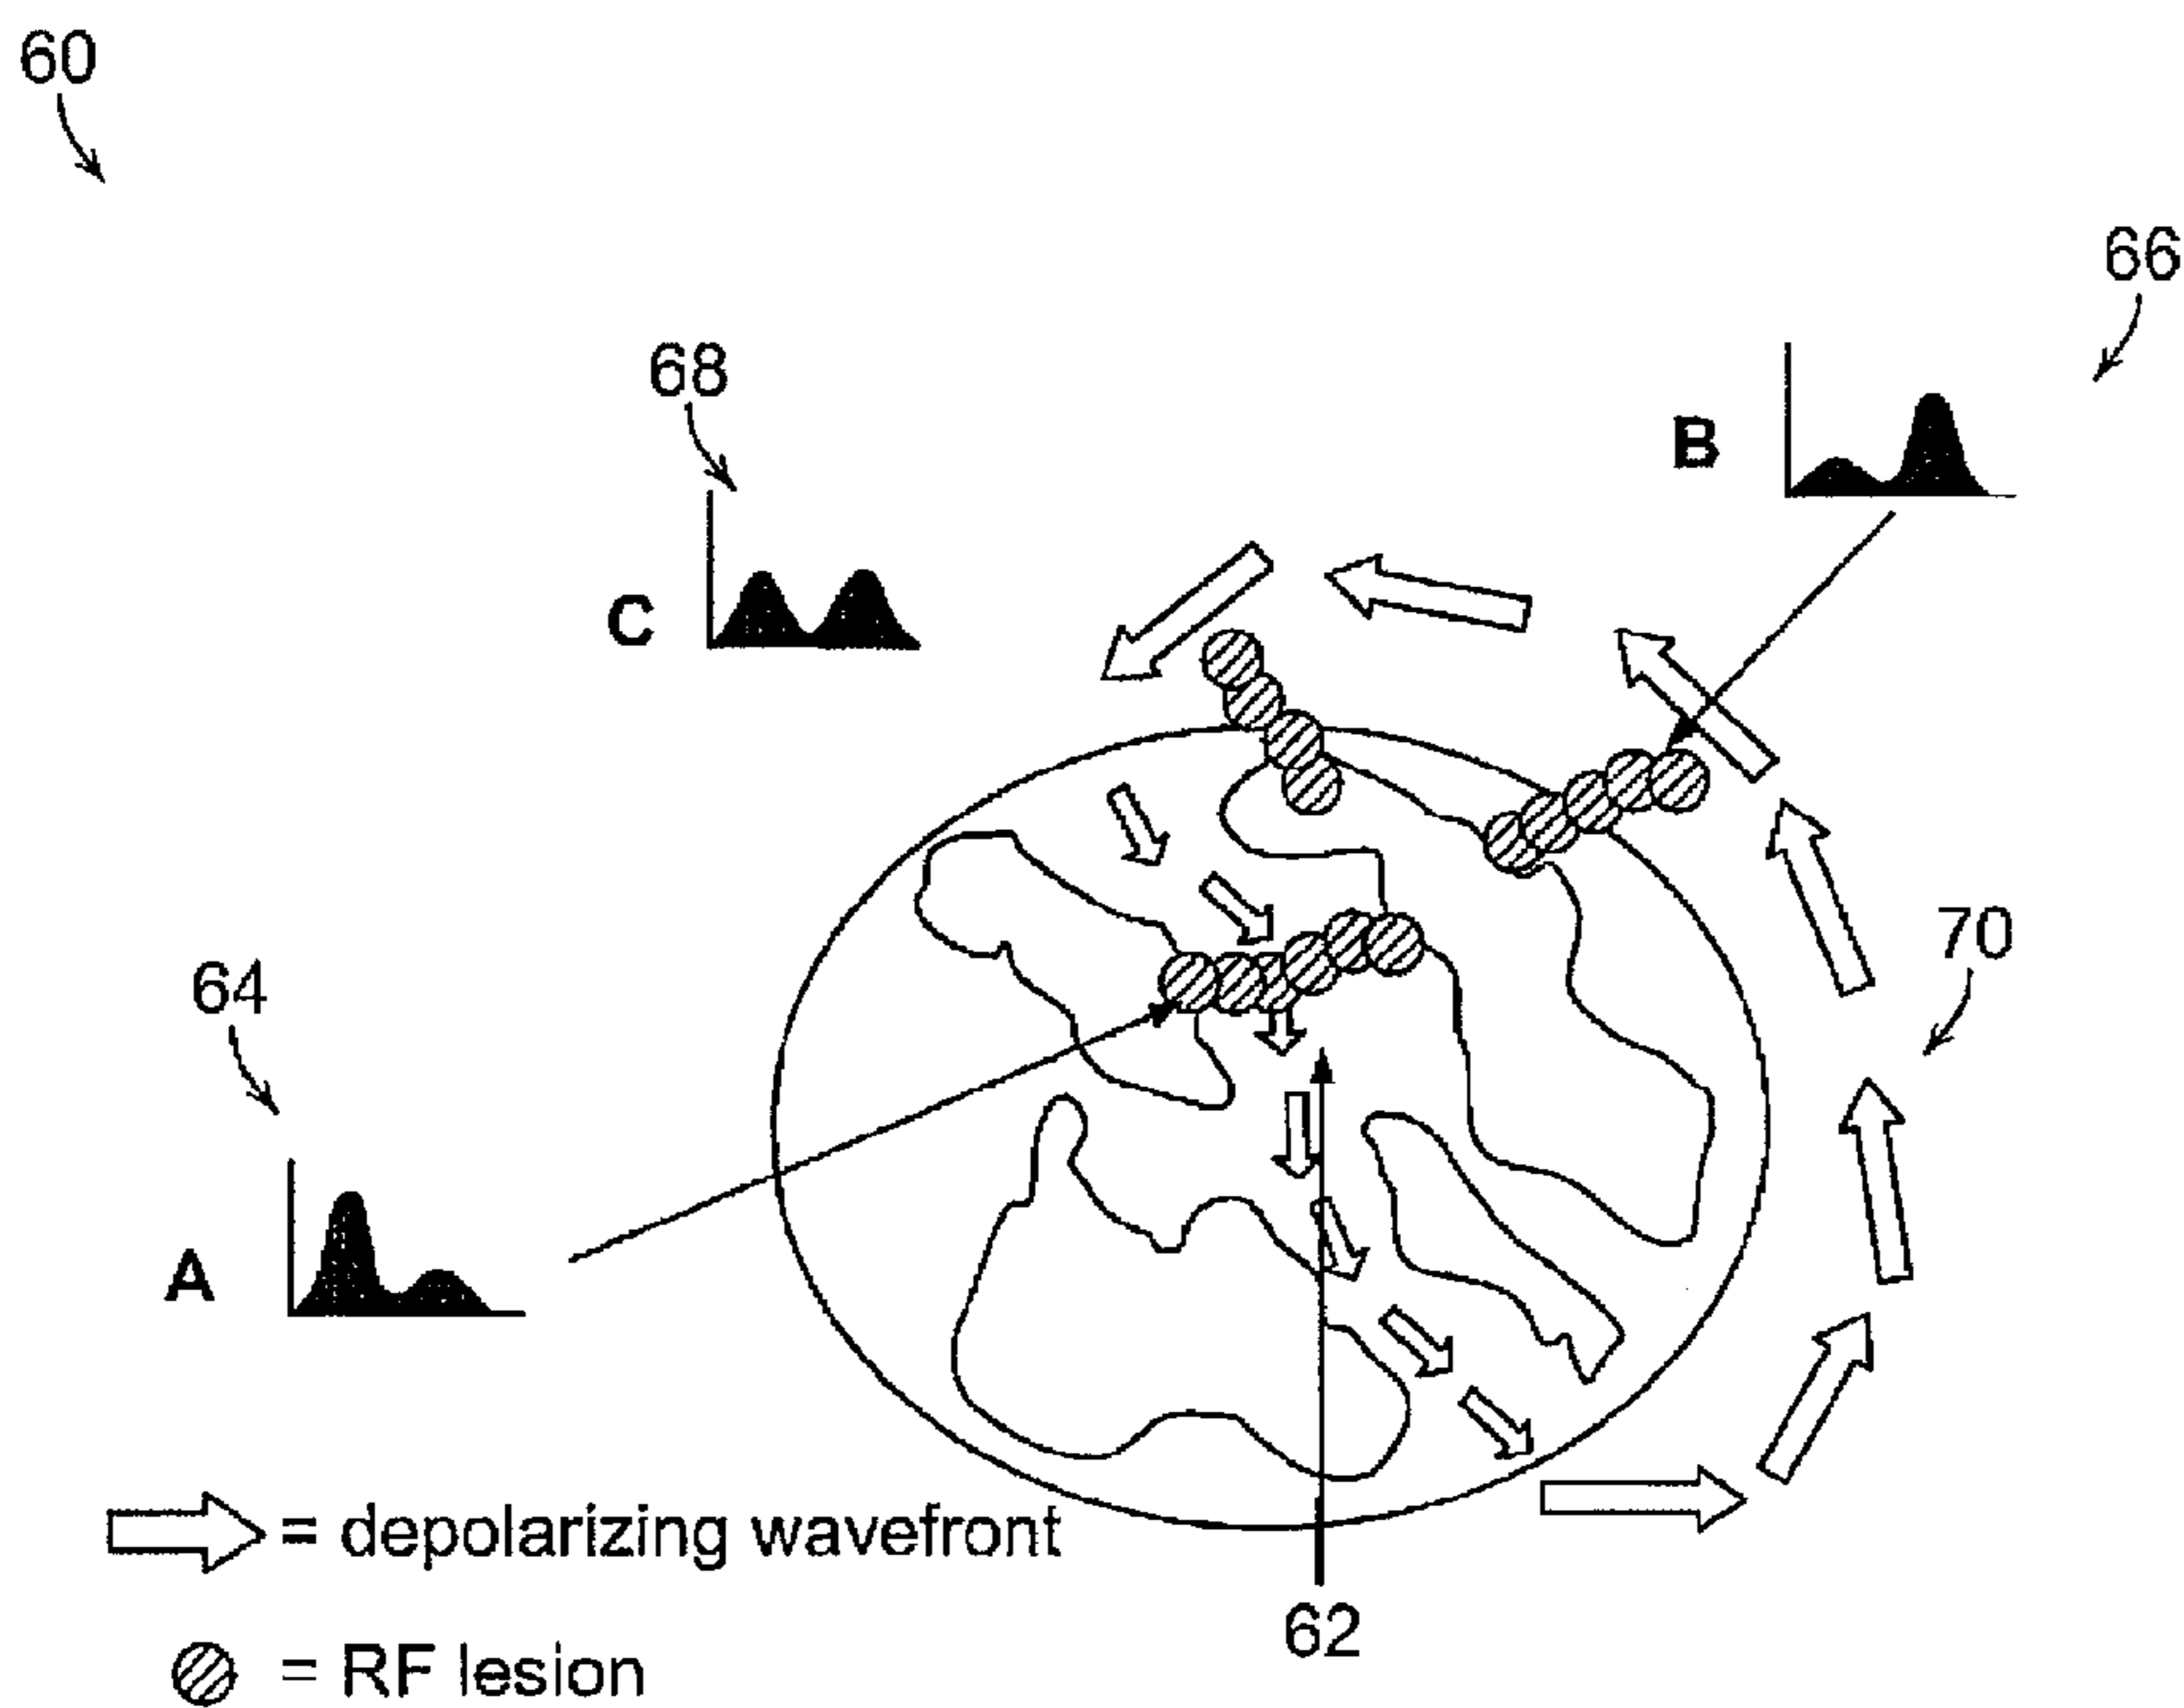 60
66
68
B
C
70
64
A
= depolarizing wavefront
62
= RF lesion